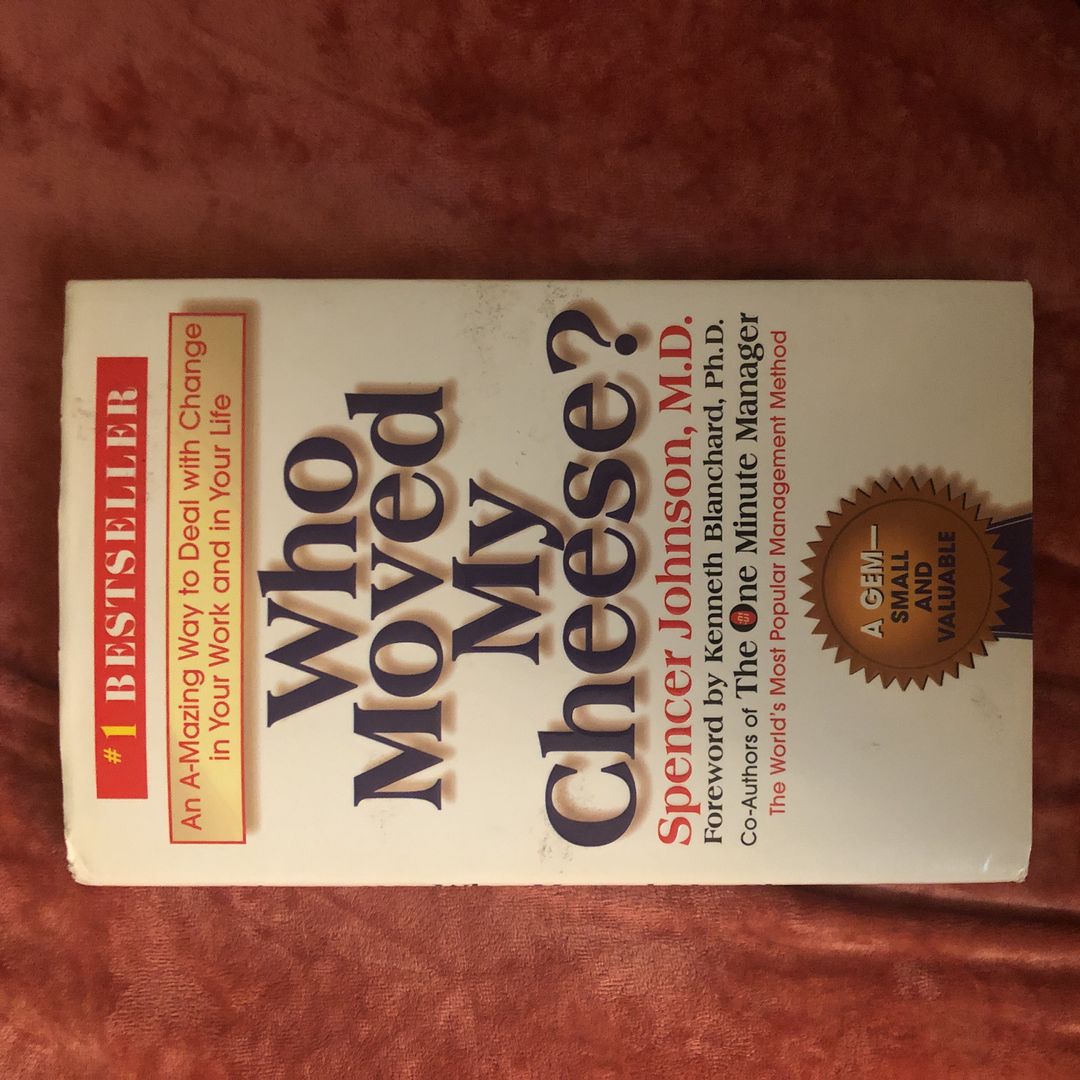 # 1 BESTSELLER
An A-Mazing Way to Deal with Change
in Your Work and in Your Life
Who
Moved
My
Cheese?
Spencer Johnson, M.D.
Foreword by Kenneth Blanchard, Ph.D.
Co-Authors of The One Minute Manager
The World's Most Popular Management Method
A GEM—
SMALL
AND
VALUABLE